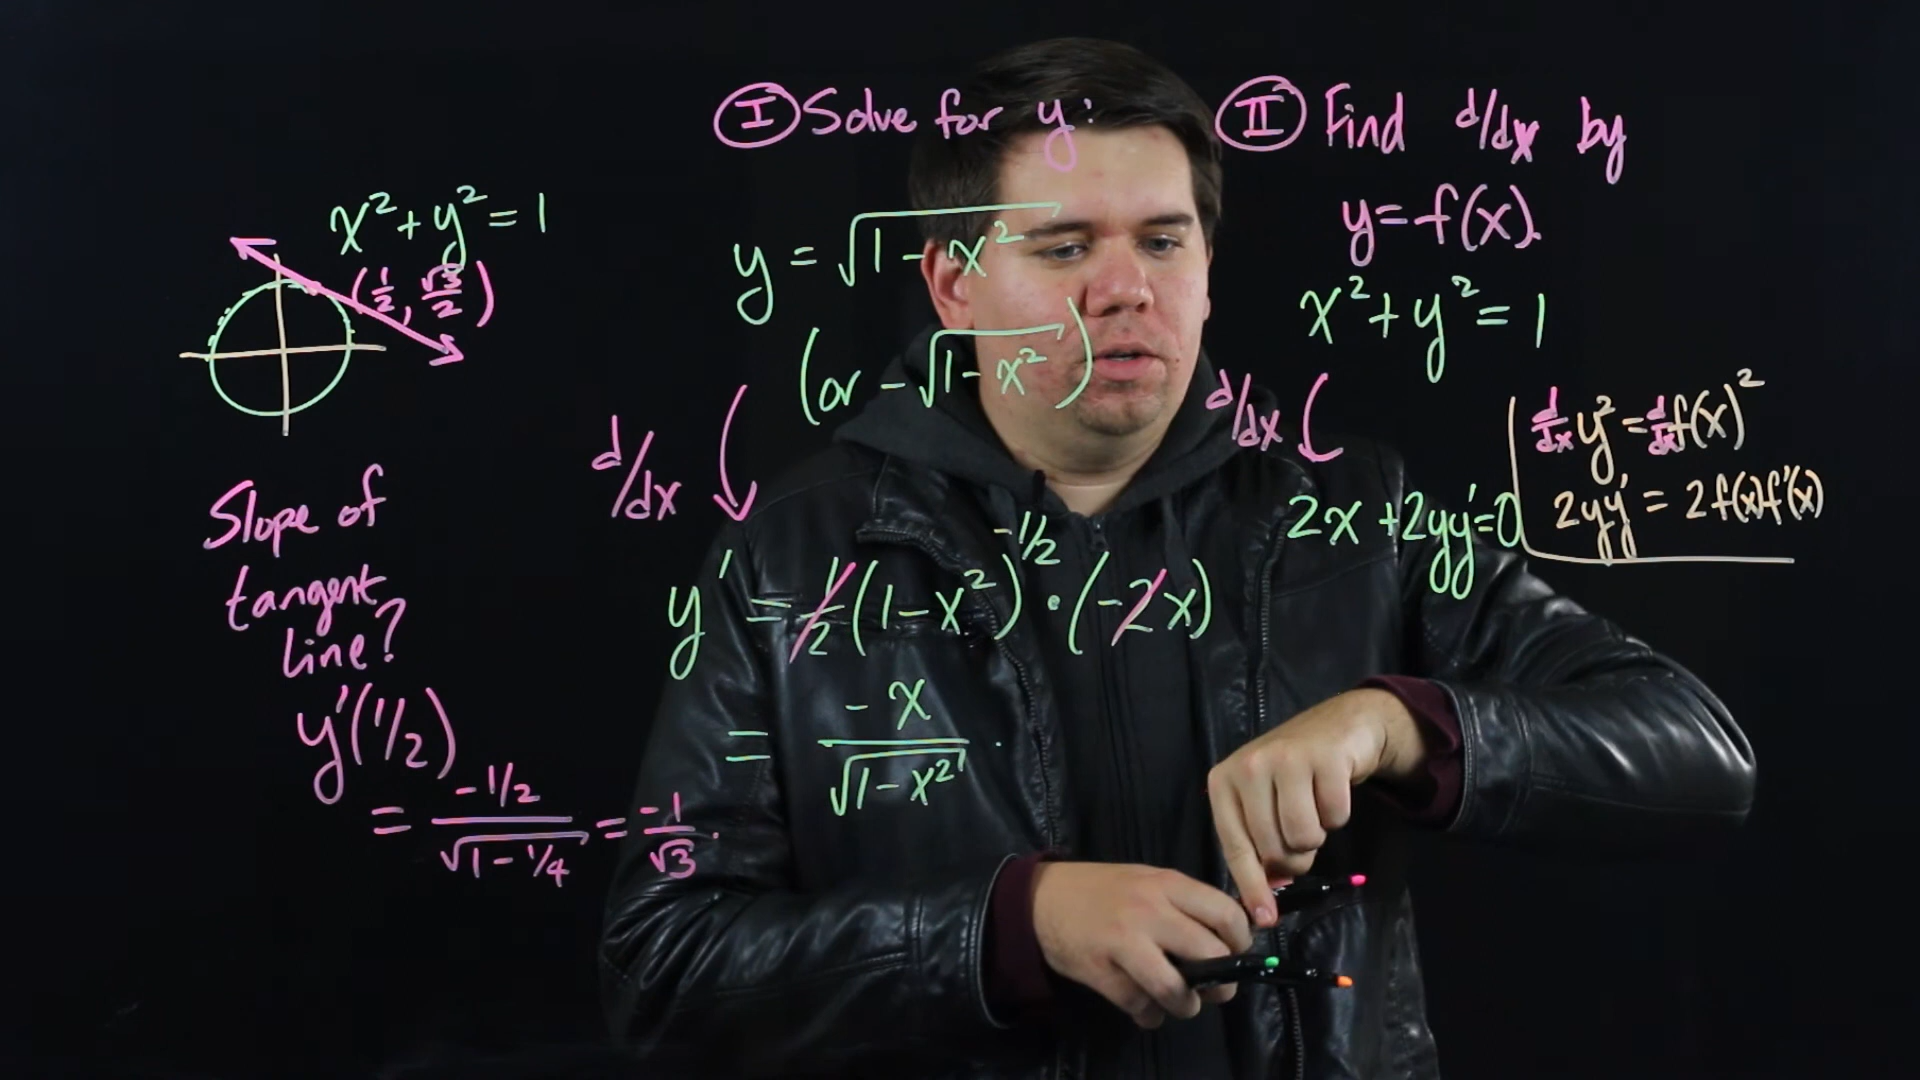 x² + y² = 1
(1/2, √3/2)
Slope of
tangent
line?
y'(1/2)
= -1/2 / √(1 - 1/4) = -1/√3.
Ⓘ Solve for y:
y = √(1 - x²)
(or -√(1 - x²))
d/dx
y' = 1/2 (1 - x²)^(-1/2) · (-2x)
= -x / √(1 - x²).
Ⓘ︎Ⓘ Find d/dx by
y = f(x).
x² + y² = 1
d/dx
2x + 2yy' = 0
d/dx y² = d/dx f(x)²
2yy' = 2f(x)f'(x)